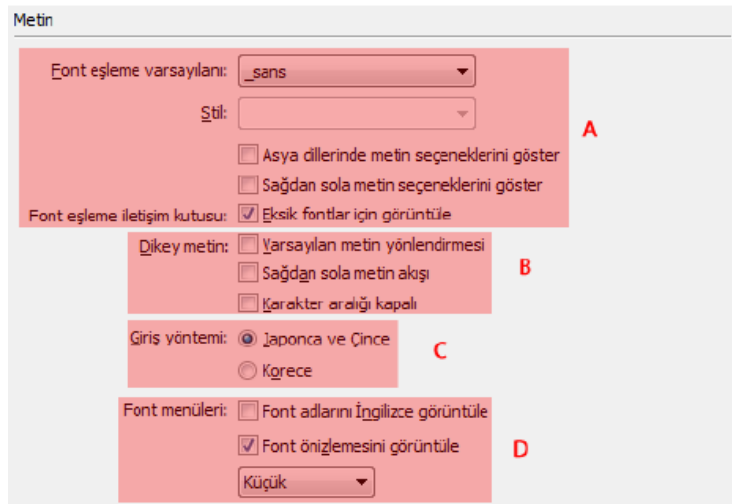 Metin
Font eşleme varsayılanı: _sans
Stil:
A
Asya dillerinde metin seçeneklerini göster
Sağdan sola metin seçeneklerini göster
Font eşleme iletişim kutusu: Eksik fontlar için görüntüle
Dikey metin: Varsayılan metin yönlendirmesi
B
Sağdan sola metin akışı
Karakter aralığı kapalı
Giriş yöntemi: Japonca ve Çince
C
Korece
Font menüleri: Font adlarını İngilizce görüntüle
Font önizlemesini görüntüle
D
Küçük